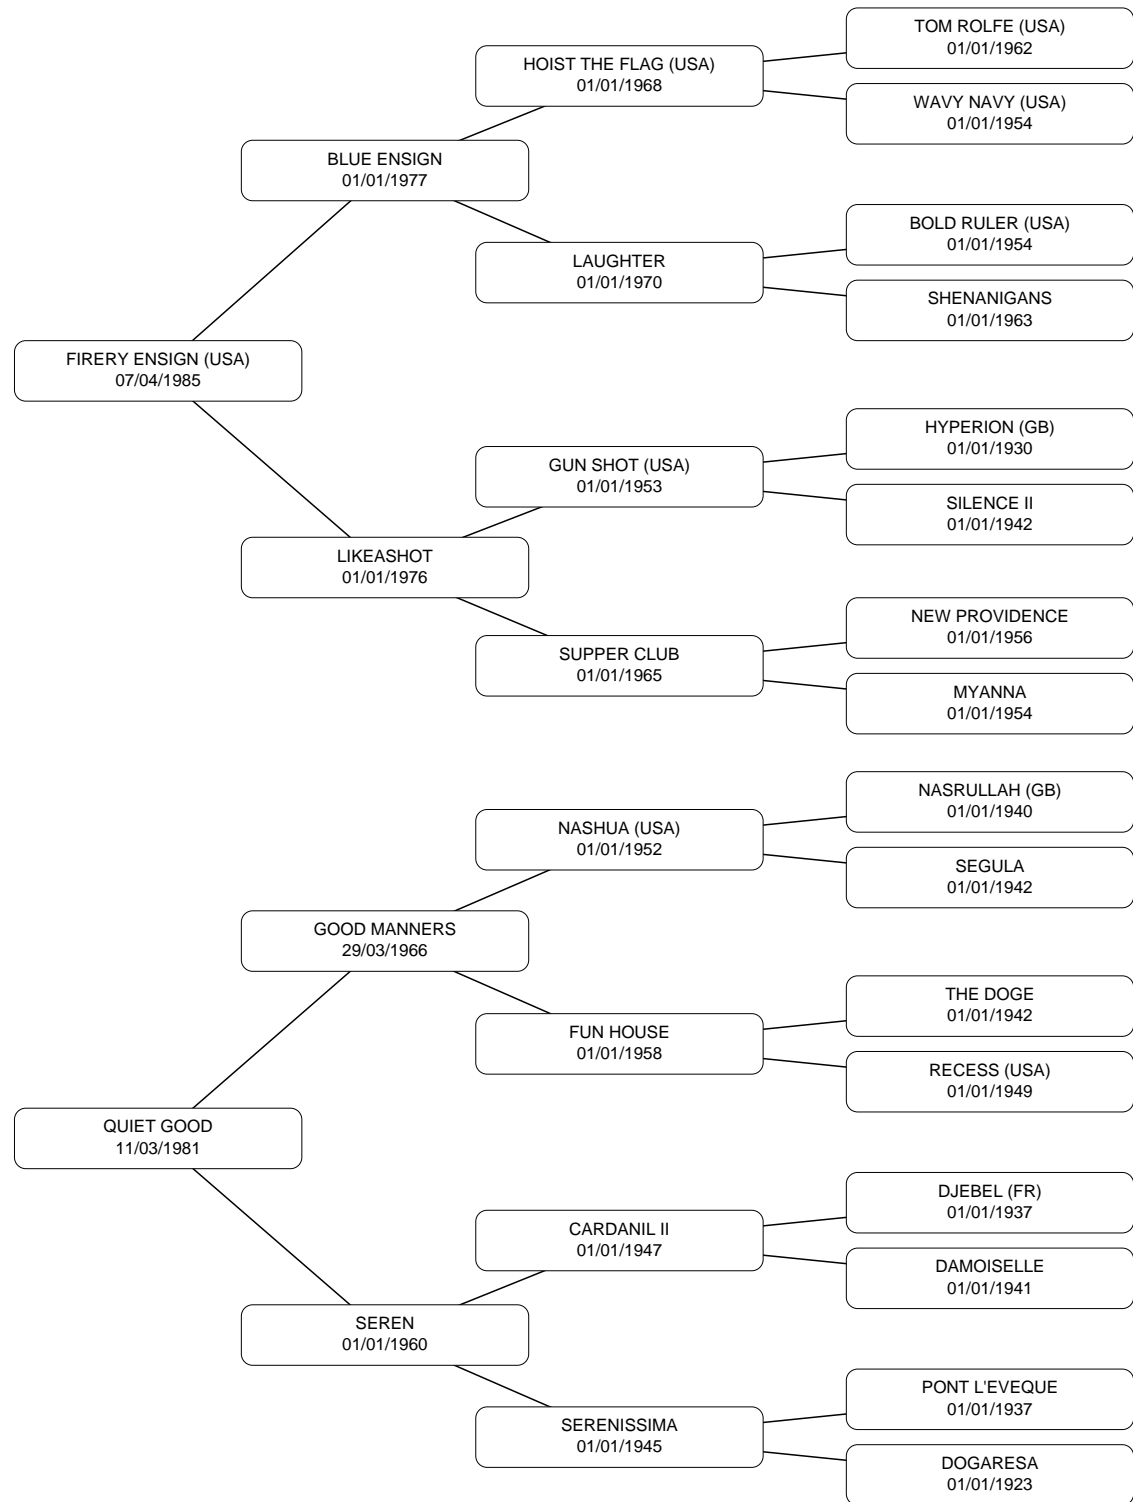 TOM ROLFE (USA)
01/01/1962
HOIST THE FLAG (USA)
01/01/1968
WAVY NAVY (USA)
01/01/1954
BLUE ENSIGN
01/01/1977
BOLD RULER (USA)
01/01/1954
LAUGHTER
01/01/1970
SHENANIGANS
01/01/1963
FIRERY ENSIGN (USA)
07/04/1985
HYPERION (GB)
01/01/1930
GUN SHOT (USA)
01/01/1953
SILENCE II
01/01/1942
LIKEASHOT
01/01/1976
NEW PROVIDENCE
01/01/1956
SUPPER CLUB
01/01/1965
MYANNA
01/01/1954
NASRULLAH (GB)
01/01/1940
NASHUA (USA)
01/01/1952
SEGULA
01/01/1942
GOOD MANNERS
29/03/1966
THE DOGE
01/01/1942
FUN HOUSE
01/01/1958
RECESS (USA)
01/01/1949
QUIET GOOD
11/03/1981
DJEBEL (FR)
01/01/1937
CARDANIL II
01/01/1947
DAMOISELLE
01/01/1941
SEREN
01/01/1960
PONT L'EVEQUE
01/01/1937
SERENISSIMA
01/01/1945
DOGARESA
01/01/1923